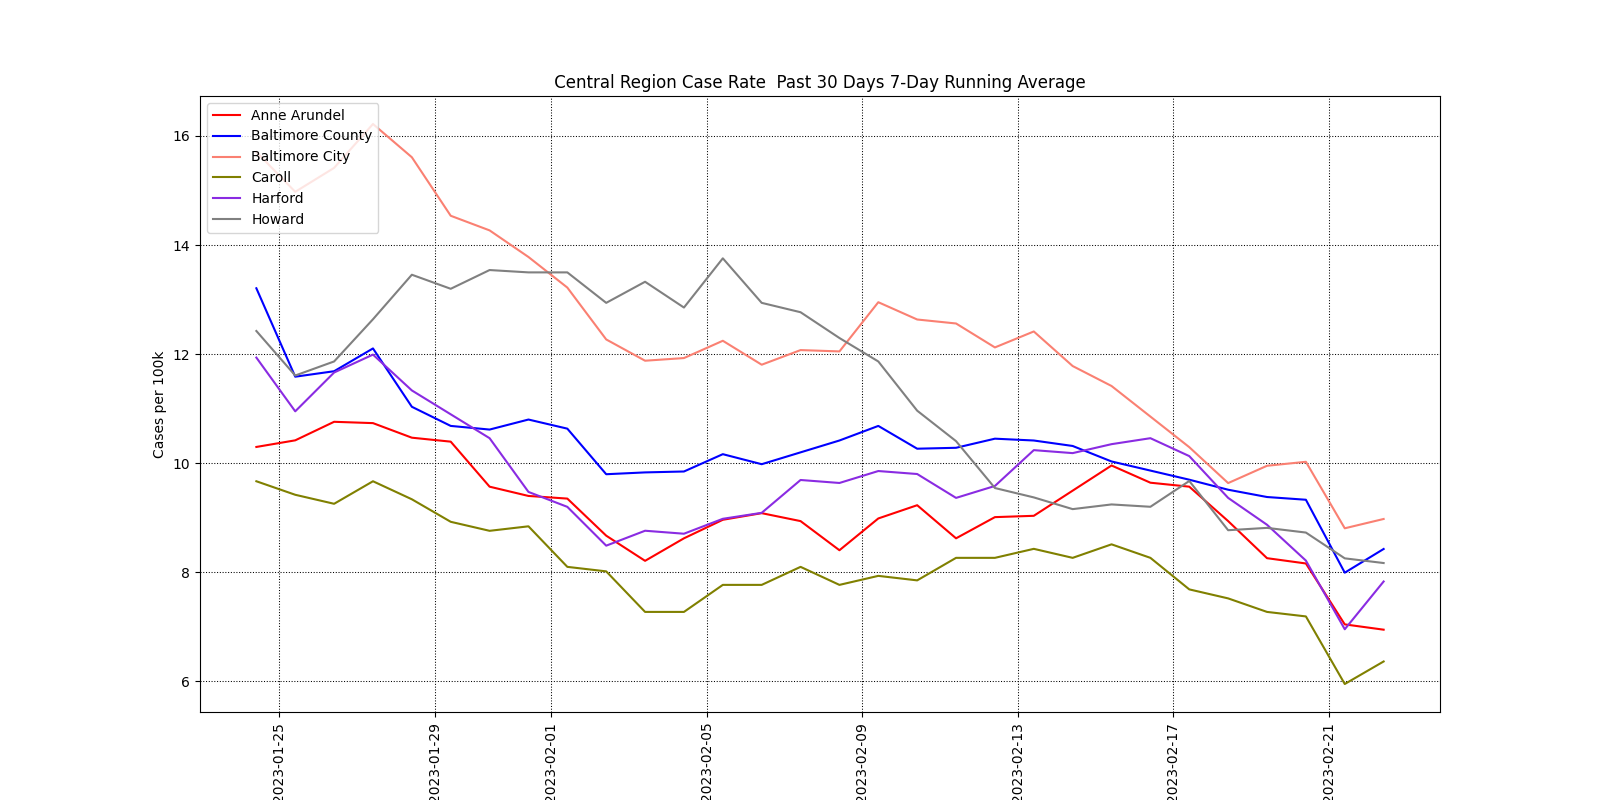 Central Region Case Rate  Past 30 Days 7-Day Running Average
Anne Arundel
Baltimore County
Baltimore City
Caroll
Harford
Howard
Cases per 100k
16
14
12
10
8
6
2023-01-25
2023-01-29
2023-02-01
2023-02-05
2023-02-09
2023-02-13
2023-02-17
2023-02-21